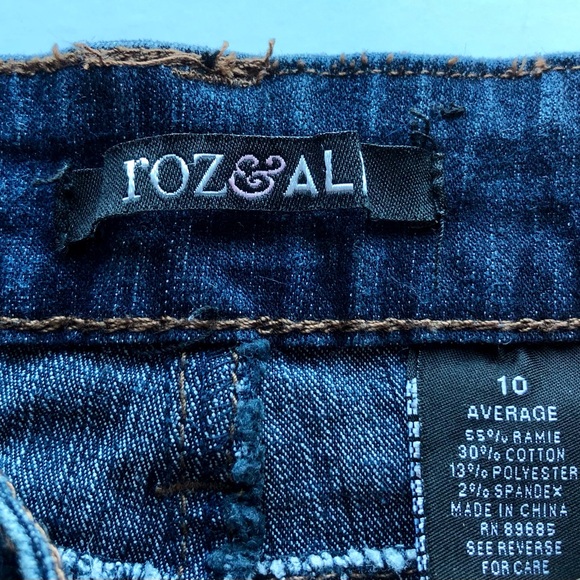 roz&ALI
10
AVERAGE
55% RAMIE
30% COTTON
13% POLYESTER
2% SPANDEX
MADE IN CHINA
RN 89685
SEE REVERSE
FOR CARE